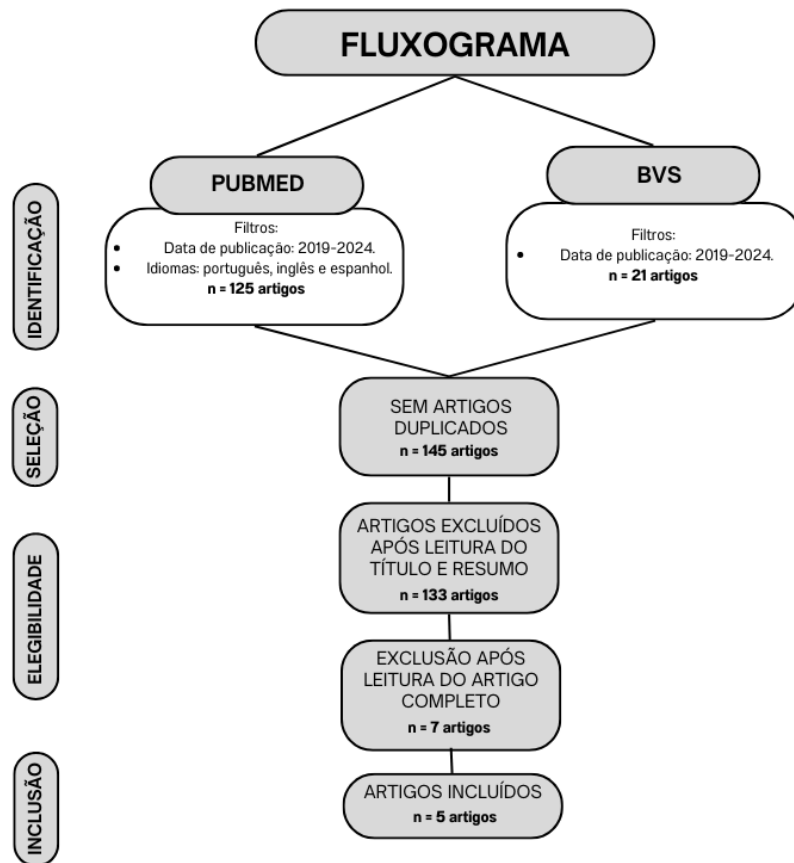 FLUXOGRAMA
IDENTIFICAÇÃO
PUBMED
Filtros:
• Data de publicação: 2019-2024.
• Idiomas: português, inglês e espanhol.
n = 125 artigos
BVS
Filtros:
• Data de publicação: 2019-2024.
n = 21 artigos
SELEÇÃO
SEM ARTIGOS
DUPLICADOS
n = 145 artigos
ELEGIBILIDADE
ARTIGOS EXCLUÍDOS
APÓS LEITURA DO
TÍTULO E RESUMO
n = 133 artigos
EXCLUSÃO APÓS
LEITURA DO ARTIGO
COMPLETO
n = 7 artigos
INCLUSÃO
ARTIGOS INCLUÍDOS
n = 5 artigos